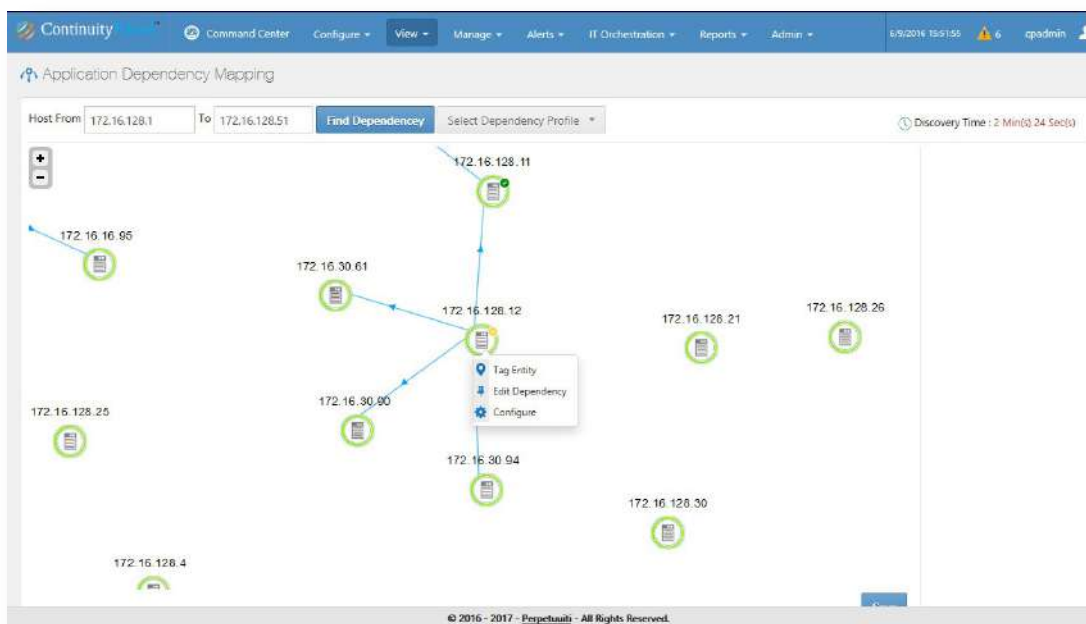 Continuity Command Center Configure View Manage Alerts IT Orchestration Reports Admin 6/9/2016 15:51:55 6 cpadmin
Application Dependency Mapping
Host From 172.16.128.1 To 172.16.128.51 Find Dependencey Select Dependency Profile Discovery Time : 2 Min(s) 24 Sec(s)
+
-
172.16.128.11
172.16.16.95
172.16.30.61
172.16.128.12
172.16.128.21
172.16.128.26
Tag Entity
Edit Dependency
Configure
172.16.30.90
172.16.128.25
172.16.30.94
172.16.128.30
172.16.128.4
© 2016 - 2017 - Perpetuuiti - All Rights Reserved.